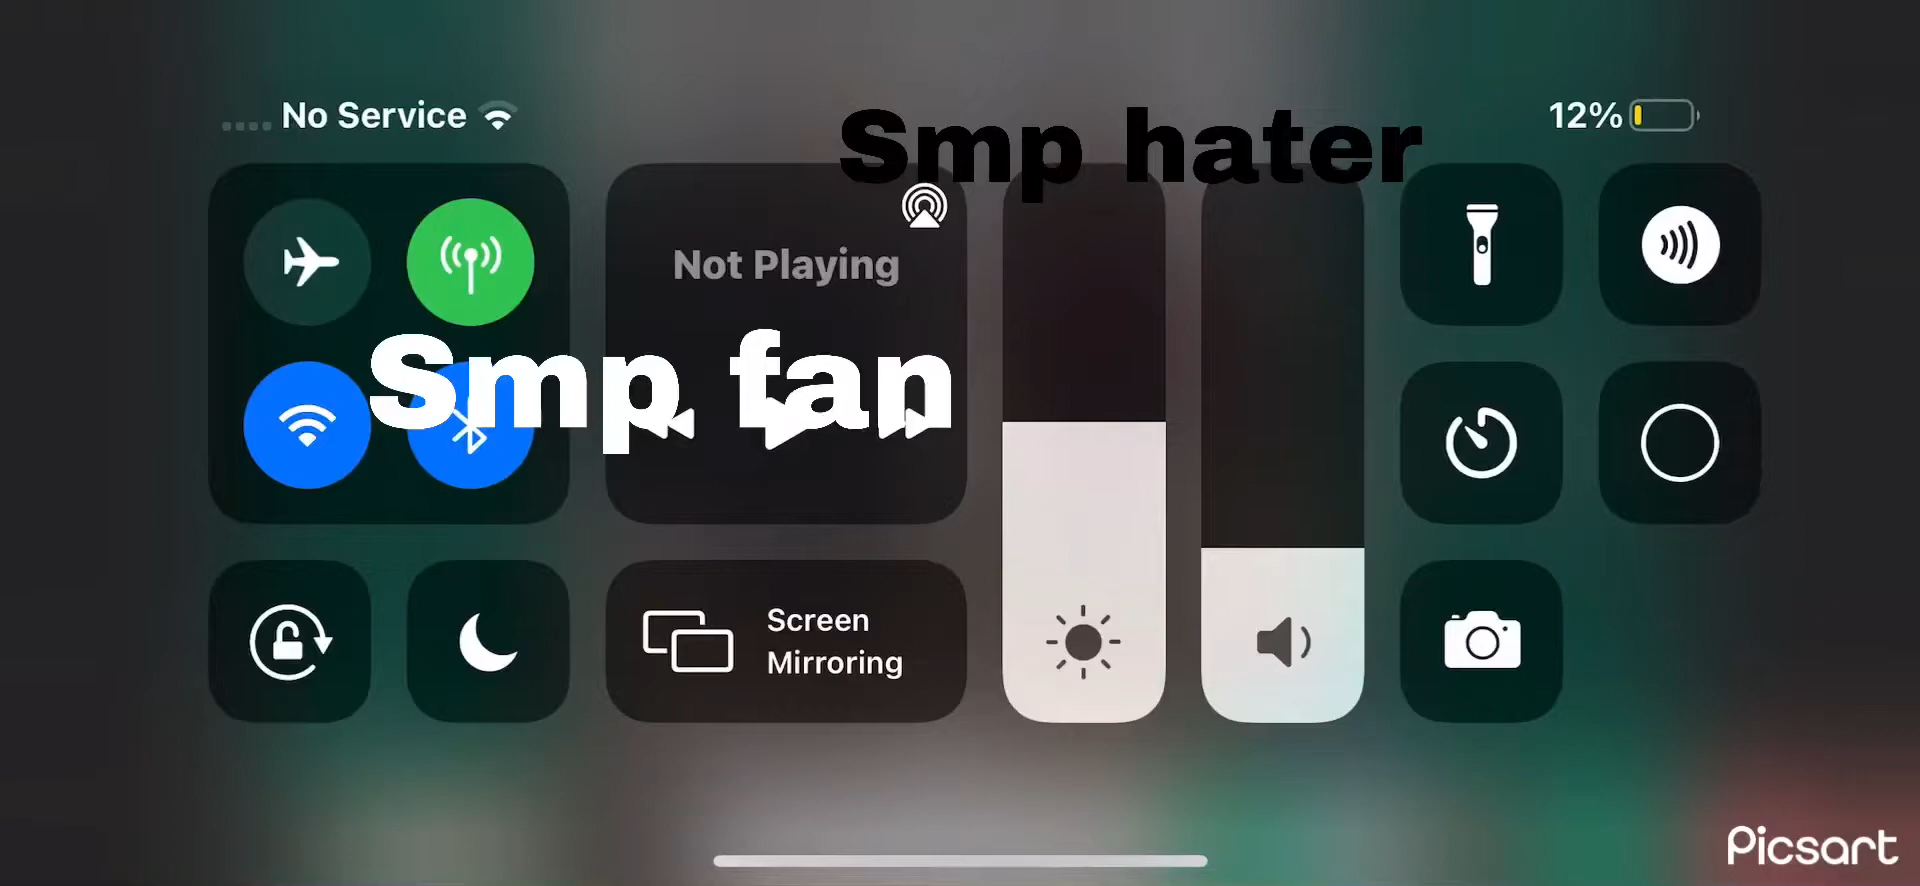 No Service
12%
Smp hater
Not Playing
Smp fan
Screen
Mirroring
Picsart